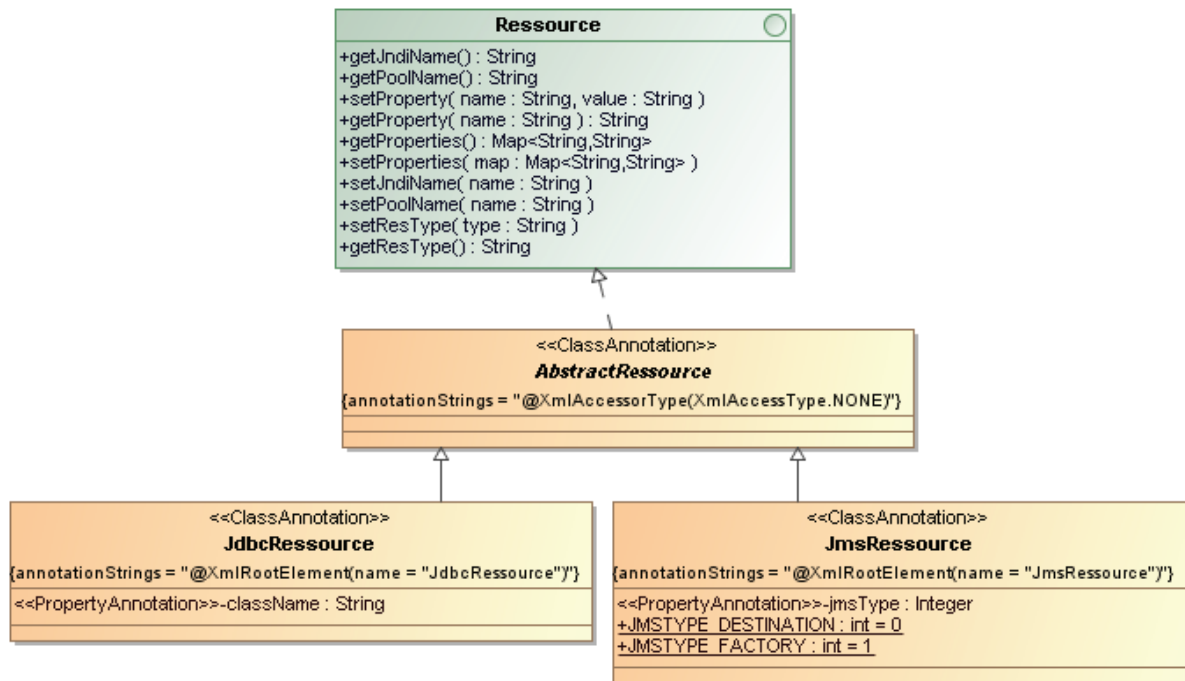 Ressource
+getJndiName() : String
+getPoolName() : String
+setProperty( name : String, value : String )
+getProperty( name : String ) : String
+getProperties() : Map<String,String>
+setProperties( map : Map<String,String> )
+setJndiName( name : String )
+setPoolName( name : String )
+setResType( type : String )
+getResType() : String
<<ClassAnnotation>>
AbstractRessource
{annotationStrings = "@XmlAccessorType(XmlAccessType.NONE)"}
<<ClassAnnotation>>
JdbcRessource
{annotationStrings = "@XmlRootElement(name = "JdbcRessource")"}
<<PropertyAnnotation>>-className : String
<<ClassAnnotation>>
JmsRessource
{annotationStrings = "@XmlRootElement(name = "JmsRessource")"}
<<PropertyAnnotation>>-jmsType : Integer
+JMSTYPE_DESTINATION : int = 0
+JMSTYPE_FACTORY : int = 1